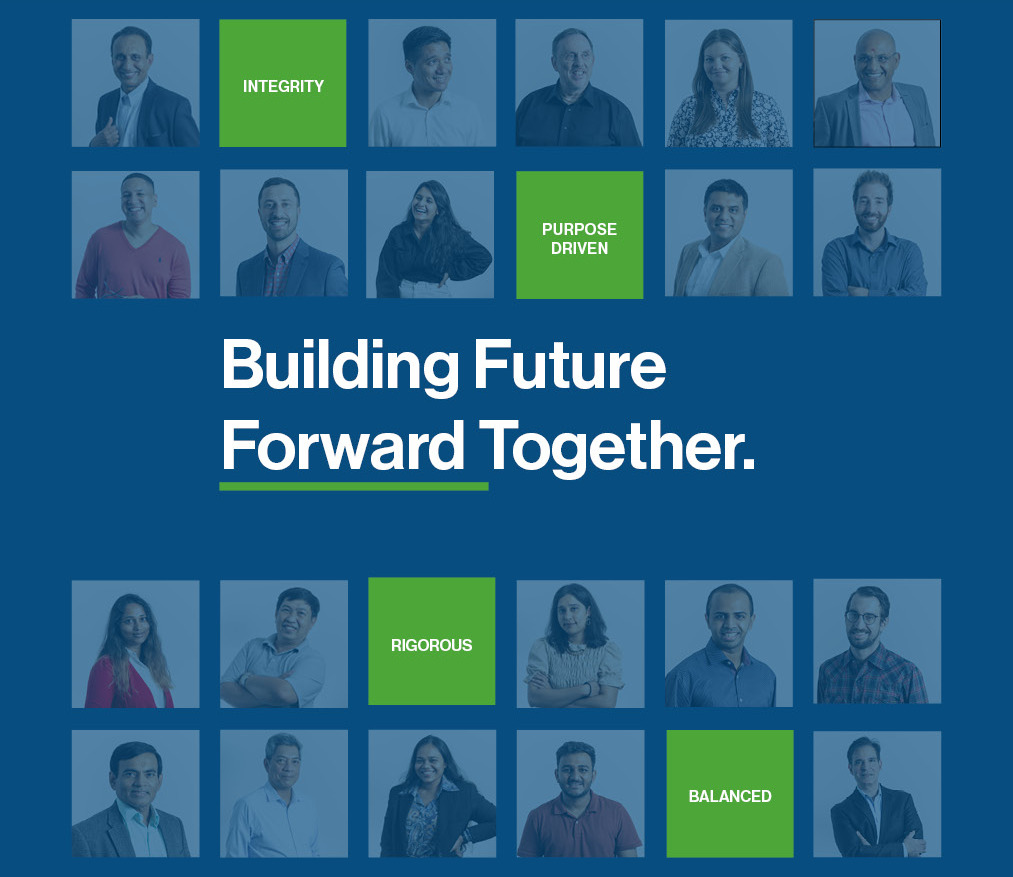 INTEGRITY
PURPOSE
DRIVEN
Building Future
Forward Together.
RIGOROUS
BALANCED